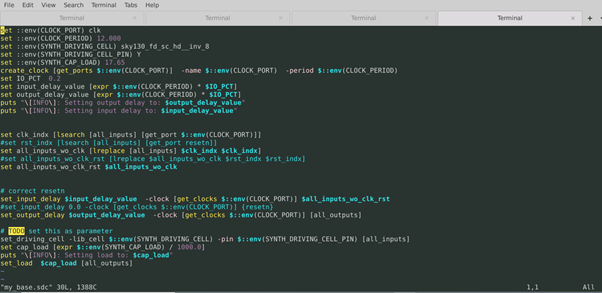 File Edit View Search Terminal Tabs Help
Terminal × Terminal × Terminal × Terminal × +
set ::env(CLOCK_PORT) clk
set ::env(CLOCK_PERIOD) 12.000
set ::env(SYNTH_DRIVING_CELL) sky130_fd_sc_hd__inv_8
set ::env(SYNTH_DRIVING_CELL_PIN) Y
set ::env(SYNTH_CAP_LOAD) 17.65
create_clock [get_ports $::env(CLOCK_PORT)]  -name $::env(CLOCK_PORT)  -period $::env(CLOCK_PERIOD)
set IO_PCT  0.2
set input_delay_value [expr $::env(CLOCK_PERIOD) * $IO_PCT]
set output_delay_value [expr $::env(CLOCK_PERIOD) * $IO_PCT]
puts "\[INFO\]: Setting output delay to: $output_delay_value"
puts "\[INFO\]: Setting input delay to: $input_delay_value"
set clk_indx [lsearch [all_inputs] [get_port $::env(CLOCK_PORT)]]
#set rst_indx [lsearch [all_inputs] [get_port resetn]]
set all_inputs_wo_clk [lreplace [all_inputs] $clk_indx $clk_indx]
#set all_inputs_wo_clk_rst [lreplace $all_inputs_wo_clk $rst_indx $rst_indx]
set all_inputs_wo_clk_rst $all_inputs_wo_clk
# correct resetn
set_input_delay $input_delay_value  -clock [get_clocks $::env(CLOCK_PORT)] $all_inputs_wo_clk_rst
#set_input_delay 0.0 -clock [get_clocks $::env(CLOCK_PORT)] {resetn}
set_output_delay $output_delay_value  -clock [get_clocks $::env(CLOCK_PORT)] [all_outputs]
# TODO set this as parameter
set_driving_cell -lib_cell $::env(SYNTH_DRIVING_CELL) -pin $::env(SYNTH_DRIVING_CELL_PIN) [all_inputs]
set cap_load [expr $::env(SYNTH_CAP_LOAD) / 1000.0]
puts "\[INFO\]: Setting load to: $cap_load"
set_load  $cap_load [all_outputs]
~
~
"my_base.sdc" 30L, 1388C 1,1 All